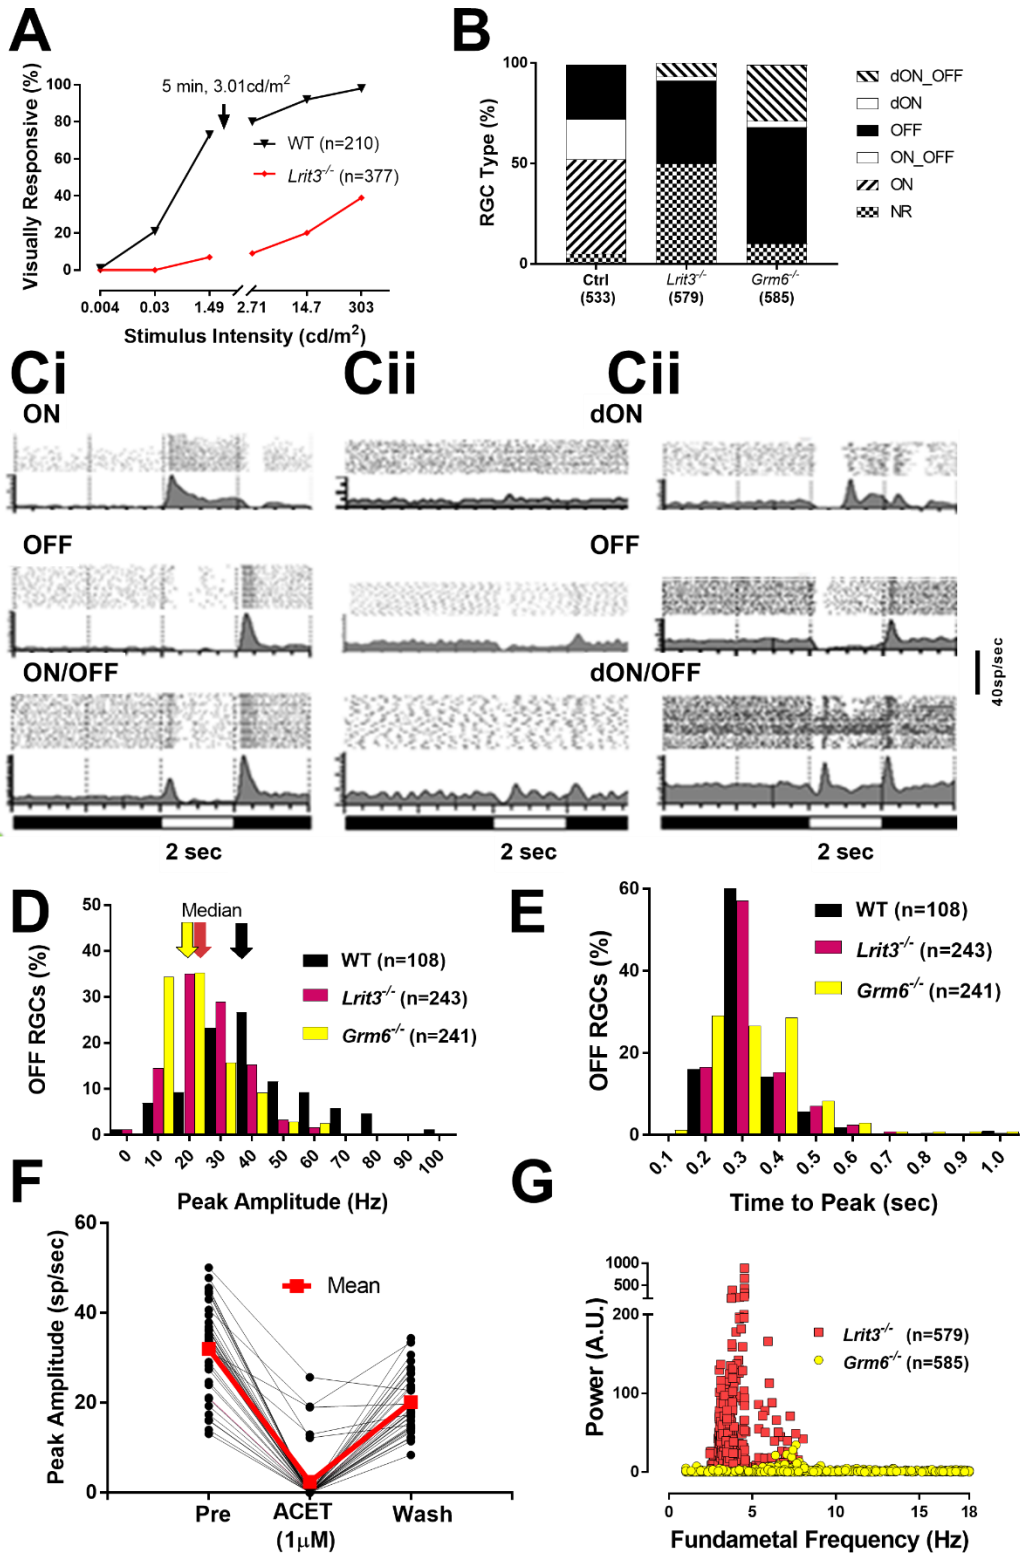 A
100
80
60
40
20
0
Visually Responsive (%)
5 min, 3.01cd/m2
WT (n=210)
Lrit3-/- (n=377)
0.004
0.03
1.49
2.71
14.7
303
Stimulus Intensity (cd/m2)
B
100
50
0
RGC Type (%)
Ctrl
(533)
Lrit3-/-
(579)
Grm6-/-
(585)
dON_OFF
dON
OFF
ON_OFF
ON
NR
Ci
Cii
Cii
ON
dON
OFF
OFF
ON/OFF
dON/OFF
40sp/sec
2 sec
2 sec
2 sec
D
50
40
30
20
10
0
OFF RGCs (%)
Median
WT (n=108)
Lrit3-/- (n=243)
Grm6-/- (n=241)
0
10
20
30
40
50
60
70
80
90
100
Peak Amplitude (Hz)
E
60
40
20
0
OFF RGCs (%)
WT (n=108)
Lrit3-/- (n=243)
Grm6-/- (n=241)
0.1
0.2
0.3
0.4
0.5
0.6
0.7
0.8
0.9
1.0
Time to Peak (sec)
F
60
40
20
0
Peak Amplitude (sp/sec)
Mean
Pre
ACET
(1µM)
Wash
G
1000
500
200
100
0
Power (A.U.)
Lrit3-/- (n=579)
Grm6-/- (n=585)
0
5
10
15
18
Fundametal Frequency (Hz)